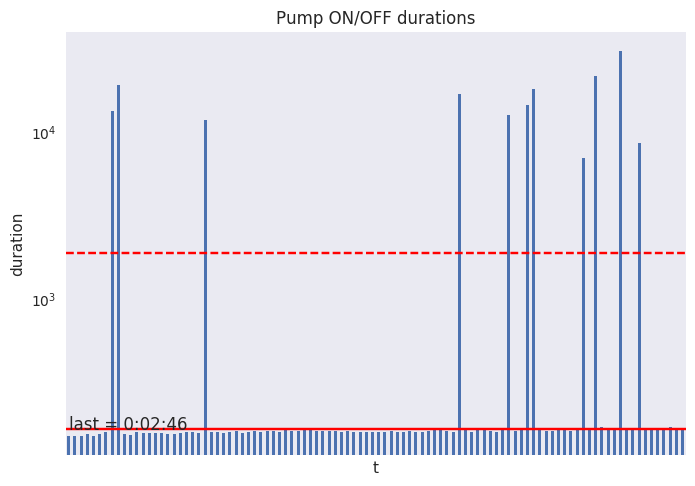 Pump ON/OFF durations
10⁴
10³
duration
last = 0:02:46
t